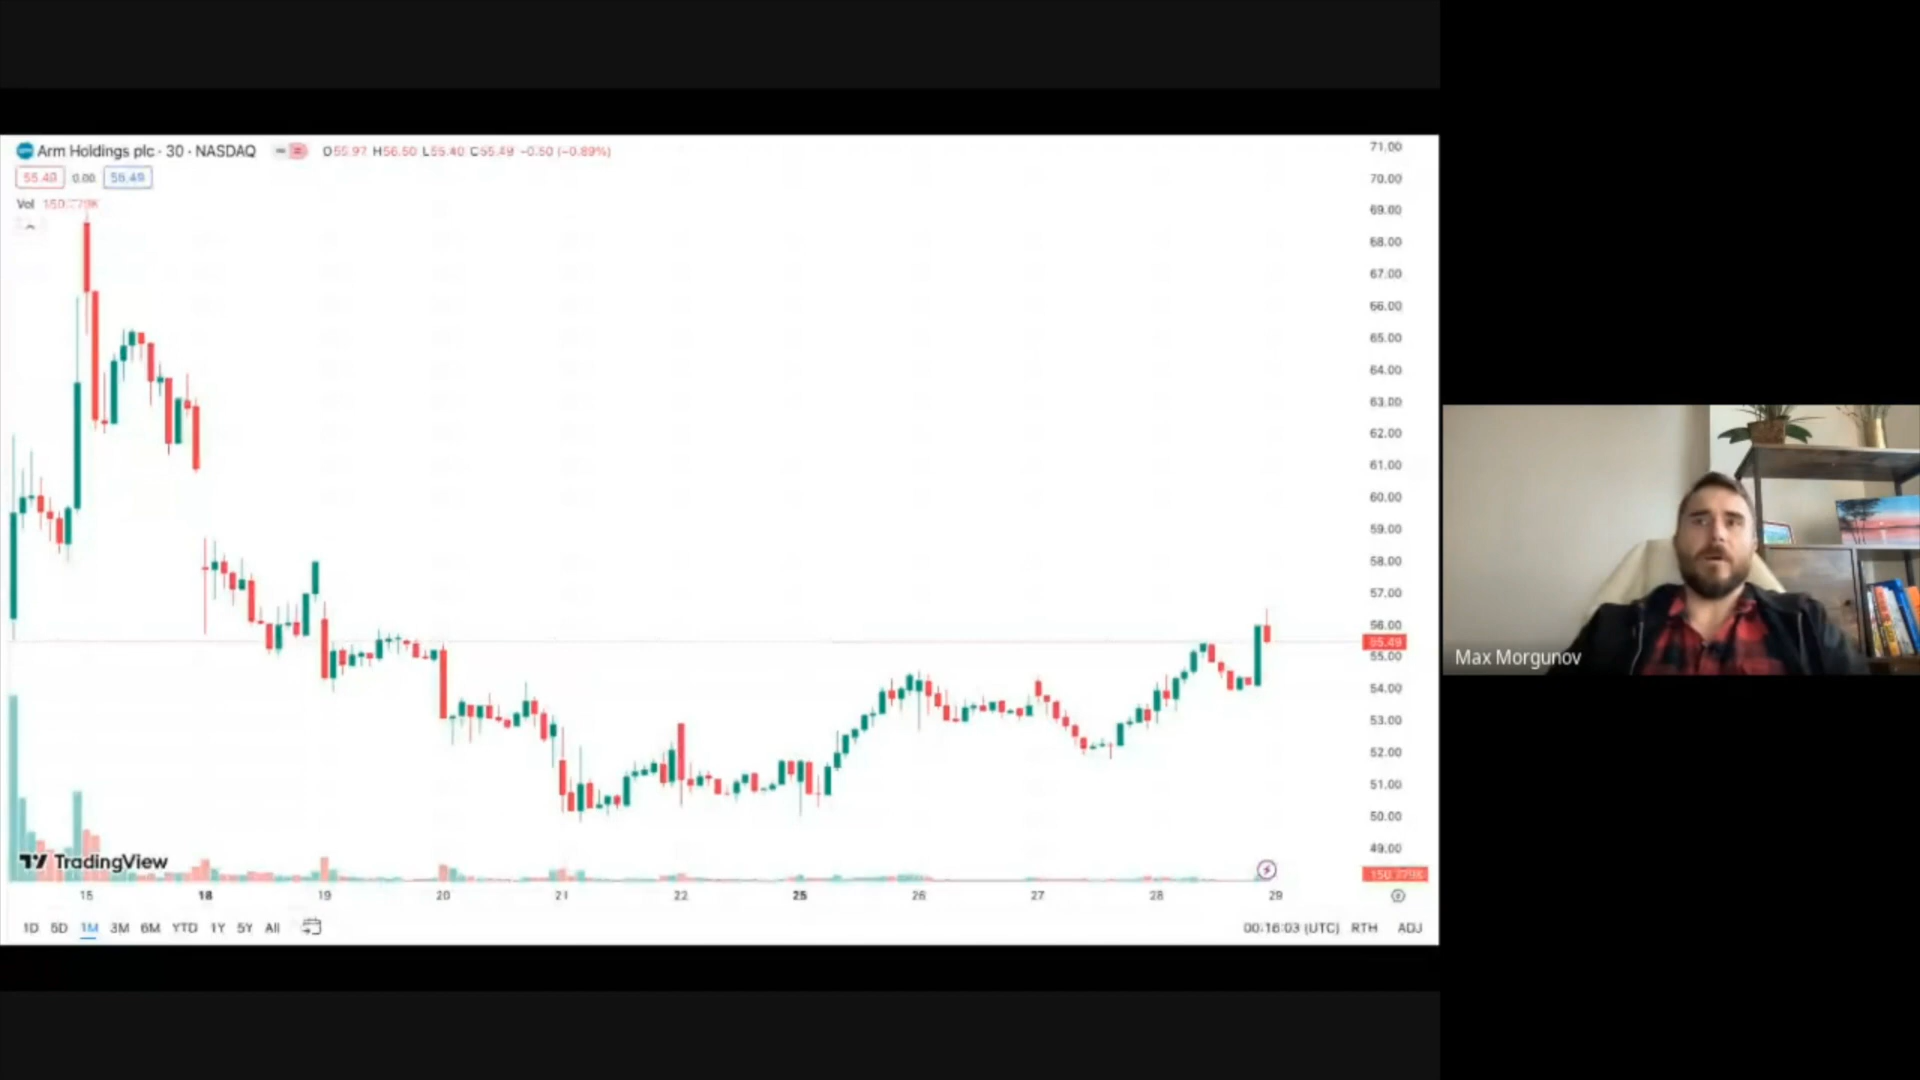 Arm Holdings plc · 30 · NASDAQ
O55.97 H56.50 L55.40 C55.49 −0.50 (−0.89%)
55.49 0.00 55.49
Vol 150.779K
71.00
70.00
69.00
68.00
67.00
66.00
65.00
64.00
63.00
62.00
61.00
60.00
59.00
58.00
57.00
56.00
55.49
55.00
54.00
53.00
52.00
51.00
50.00
49.00
150.779K
TradingView
15 18 19 20 21 22 25 26 27 28 29
1D 5D 1M 3M 6M YTD 1Y 5Y All
00:16:03 (UTC) RTH ADJ
Max Morgunov